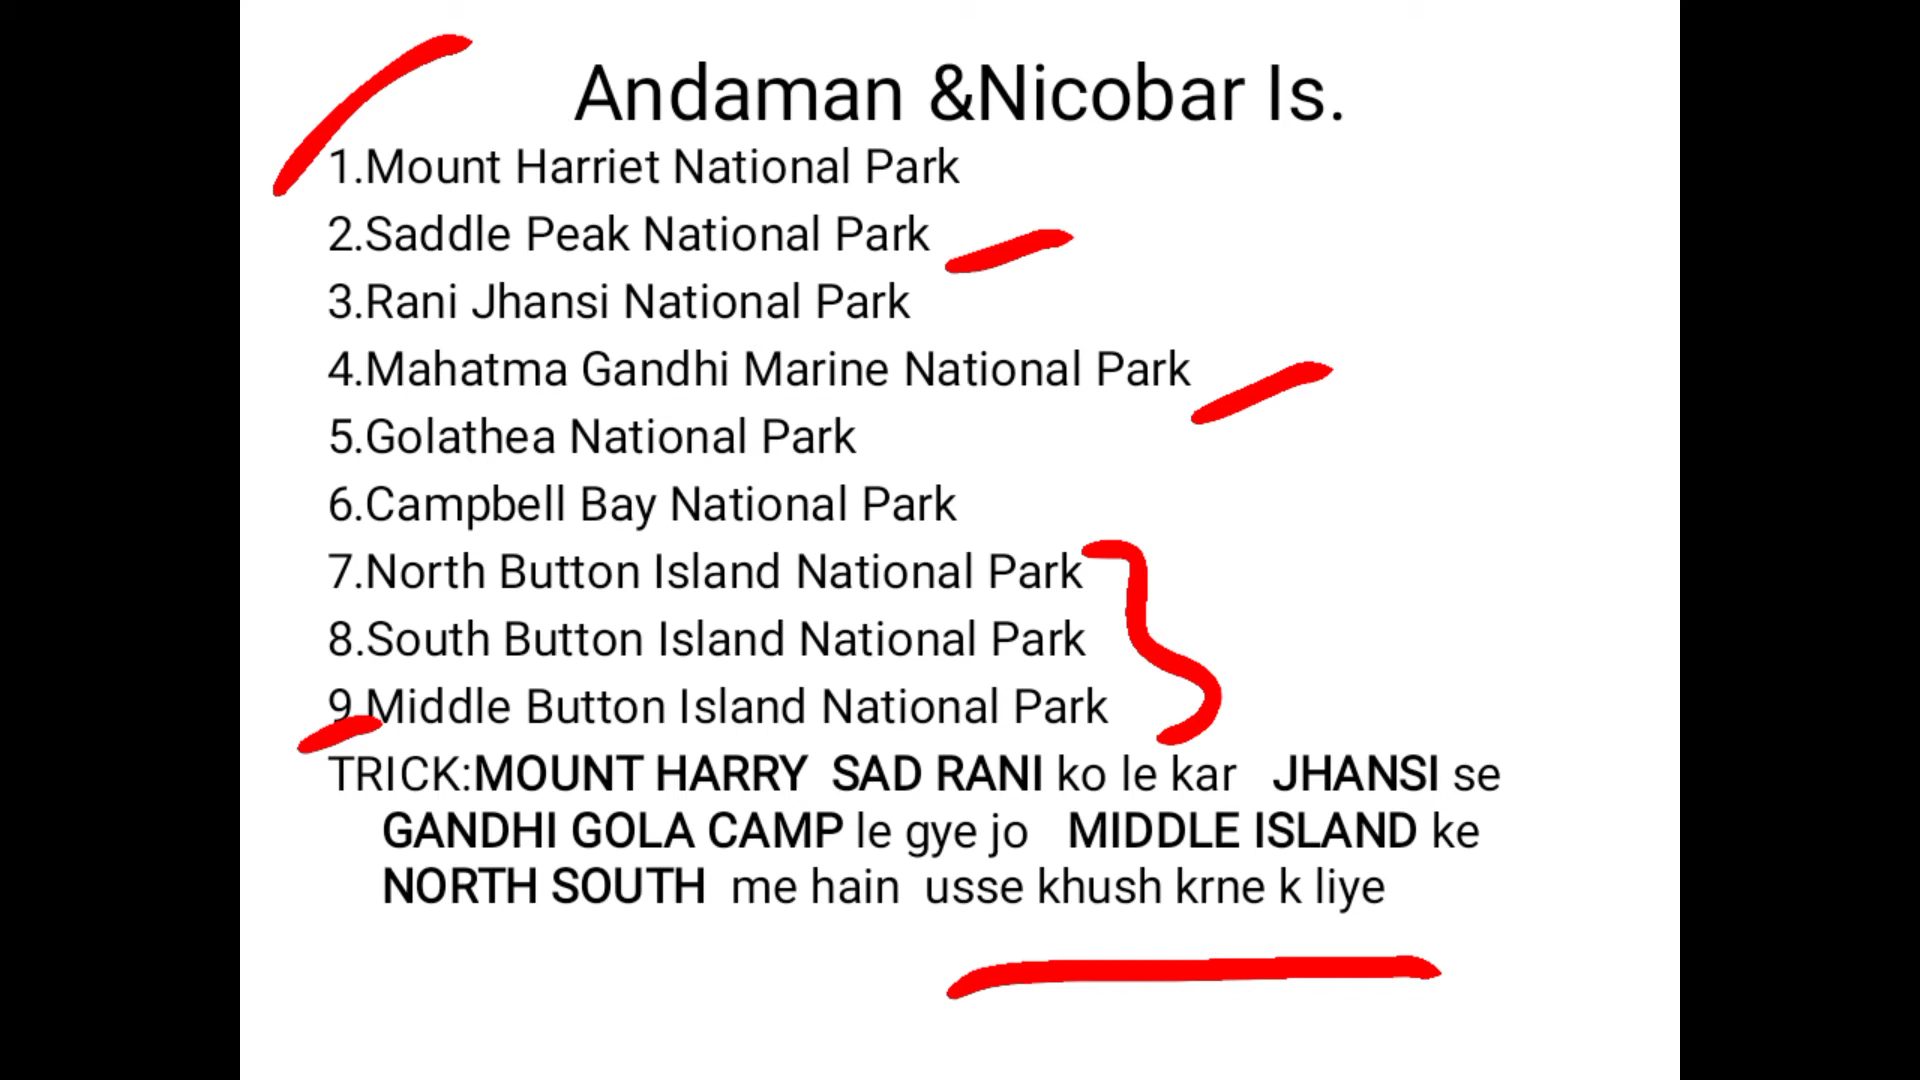 Andaman &Nicobar Is.
1.Mount Harriet National Park
2.Saddle Peak National Park
3.Rani Jhansi National Park
4.Mahatma Gandhi Marine National Park
5.Golathea National Park
6.Campbell Bay National Park
7.North Button Island National Park
8.South Button Island National Park
9.Middle Button Island National Park
TRICK:MOUNT HARRY SAD RANI ko le kar JHANSI se
GANDHI GOLA CAMP le gye jo MIDDLE ISLAND ke
NORTH SOUTH me hain usse khush krne k liye